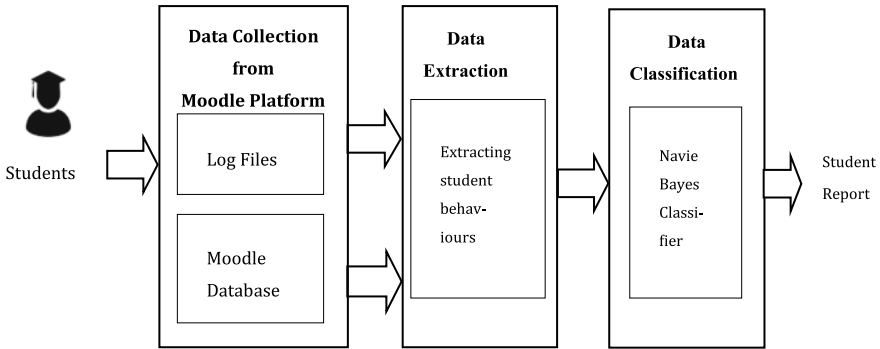 Students
Data Collection
from
Moodle Platform
Log Files
Moodle
Database
Data
Extraction
Extracting
student
behav-
iours
Data
Classification
Navie
Bayes
Classi-
fier
Student
Report